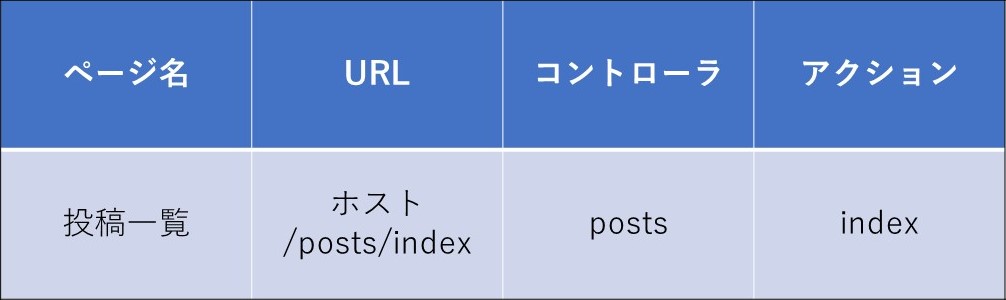 ページ名
URL
コントローラ
アクション
投稿一覧
ホスト
/posts/index
posts
index